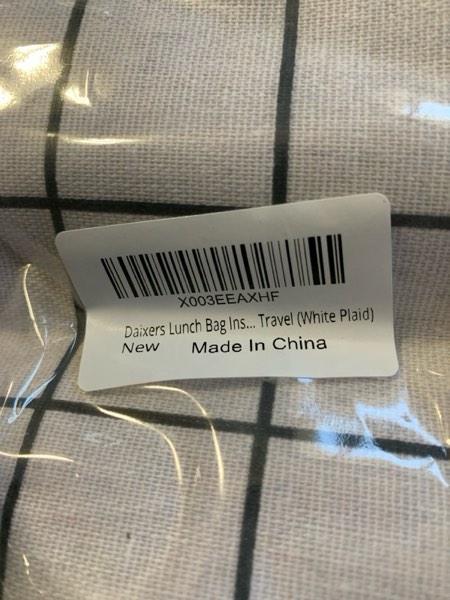 X003EEAXHF
Daixers Lunch Bag Ins... Travel (White Plaid)
New Made In China